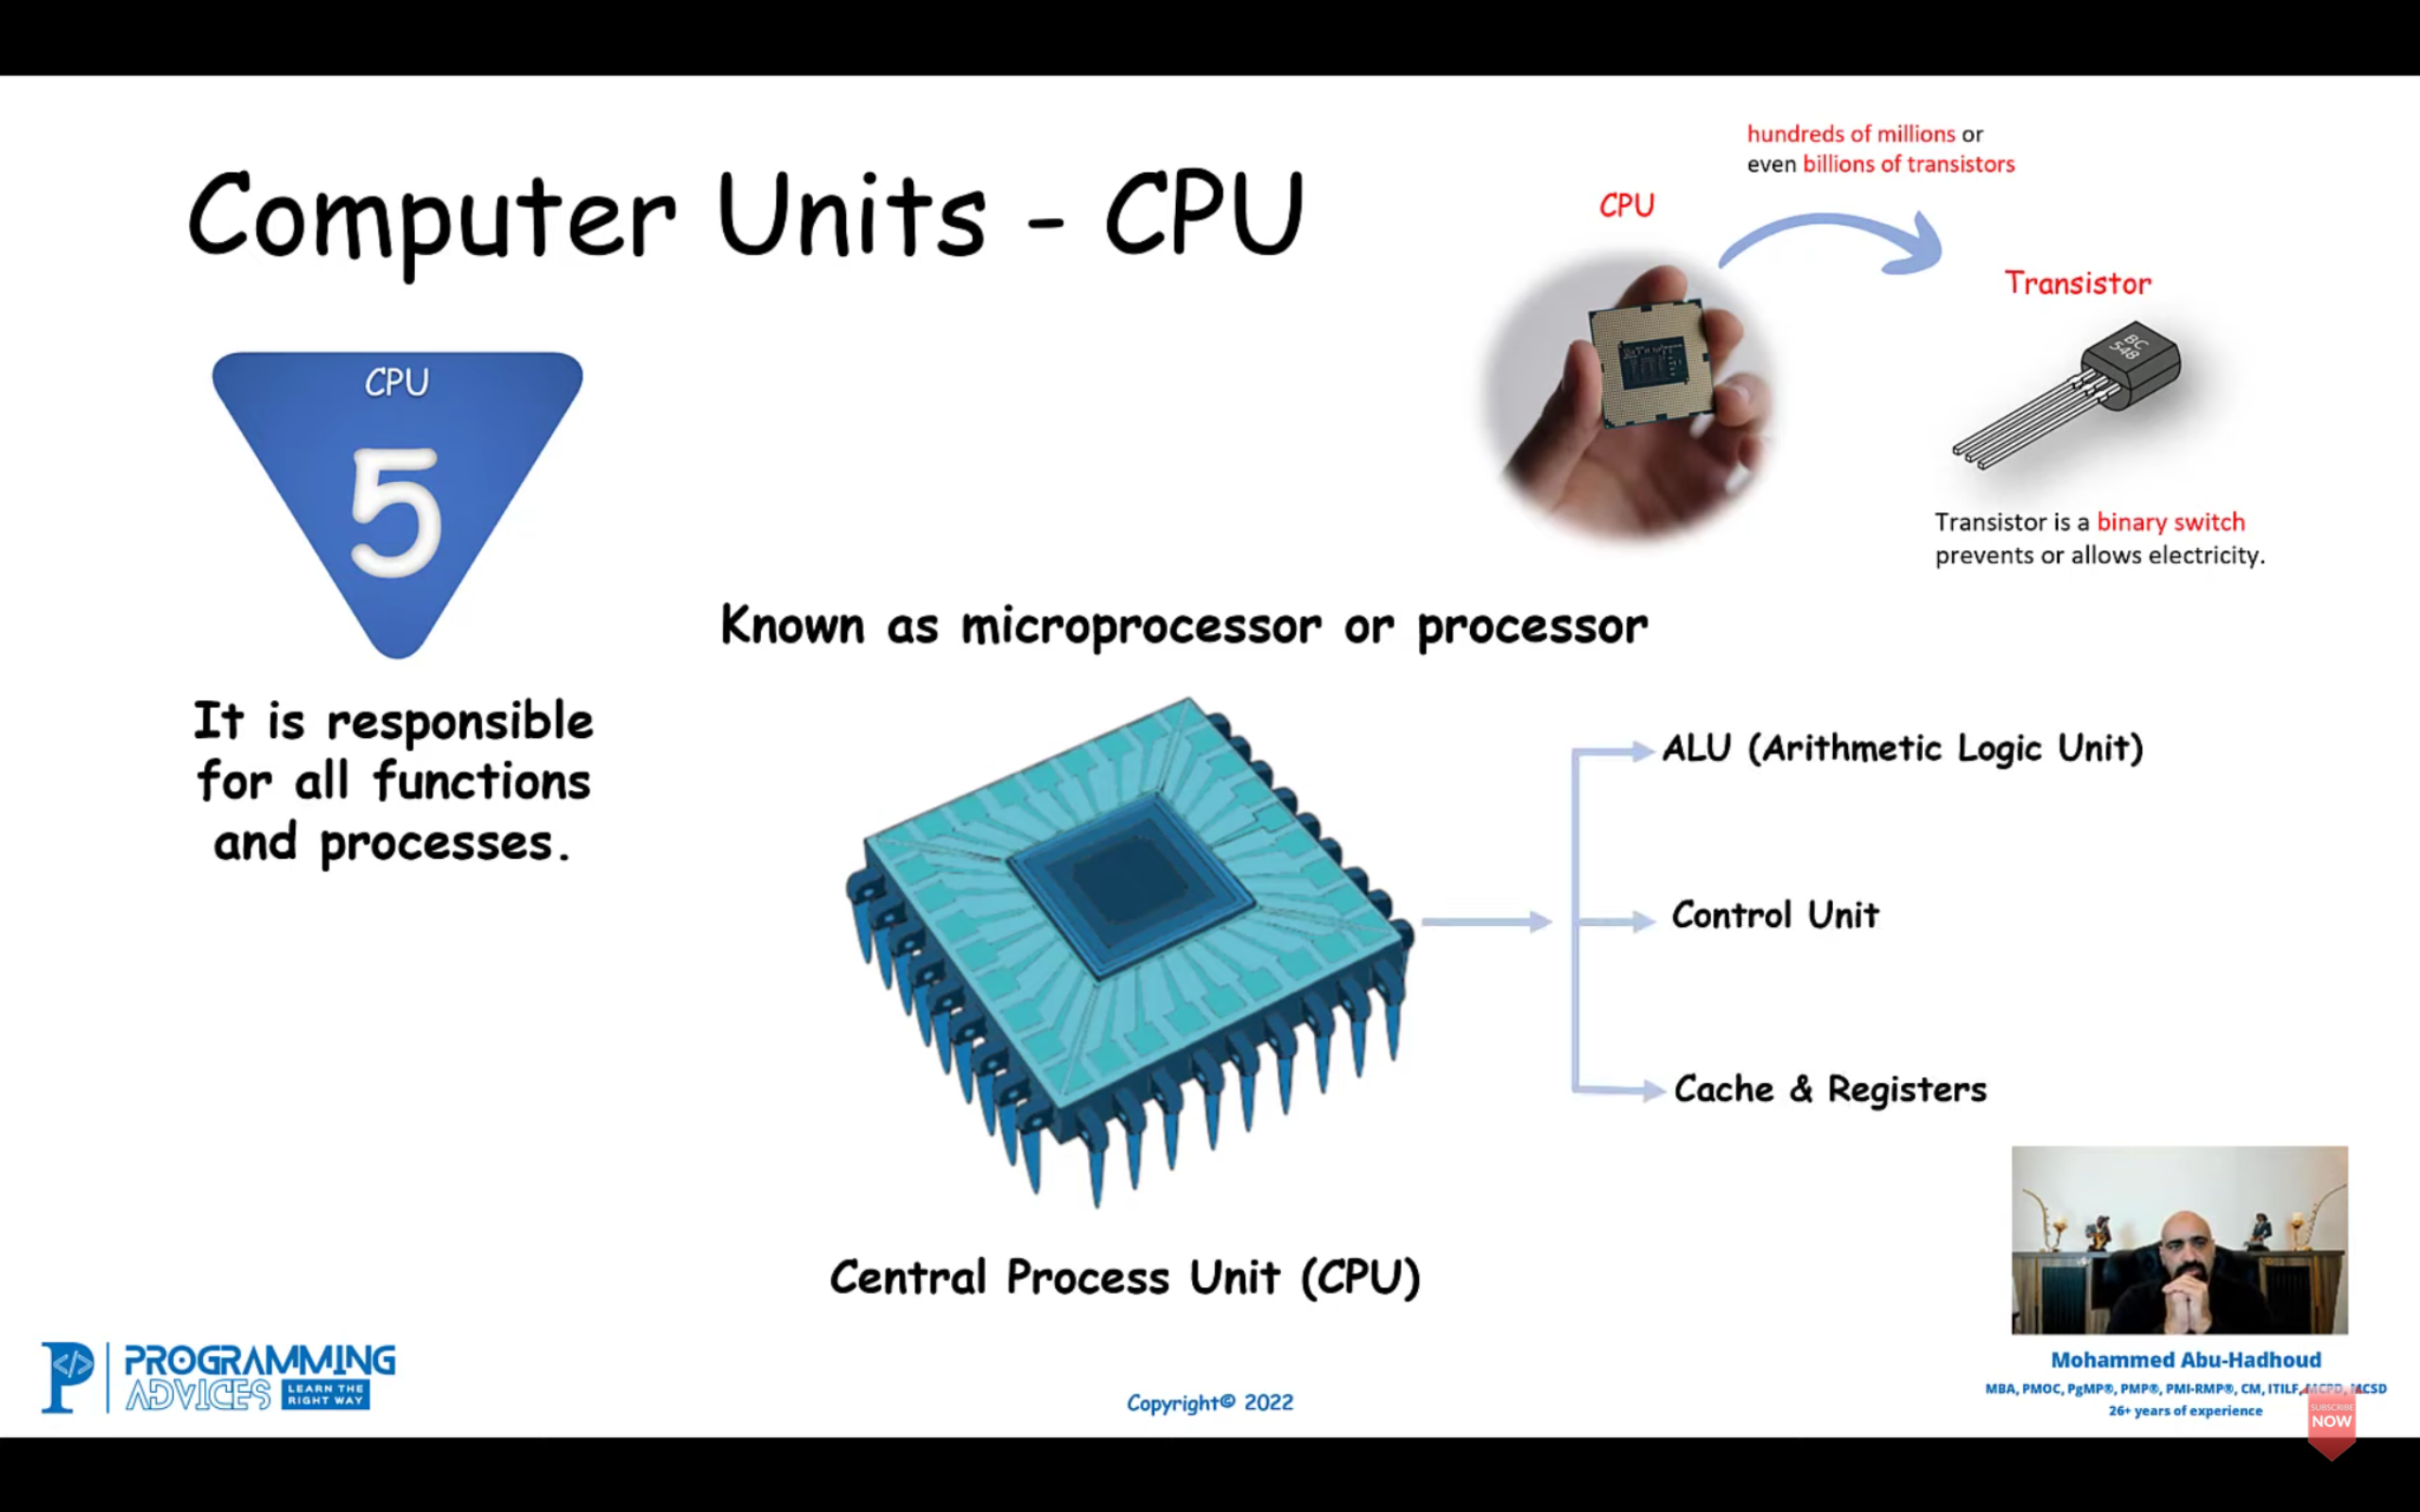 Computer Units - CPU
hundreds of millions or
even billions of transistors
CPU
Transistor
BC
548
Transistor is a binary switch
prevents or allows electricity.
CPU
5
It is responsible
for all functions
and processes.
Known as microprocessor or processor
ALU (Arithmetic Logic Unit)
Control Unit
Cache & Registers
Central Process Unit (CPU)
PROGRAMMING
ADVICES
LEARN THE
RIGHT WAY
Copyright© 2022
Mohammed Abu-Hadhoud
MBA, PMOC, PgMP®, PMP®, PMI-RMP®, CM, ITILF, MCPD, MCSD
26+ years of experience
SUBSCRIBE
NOW